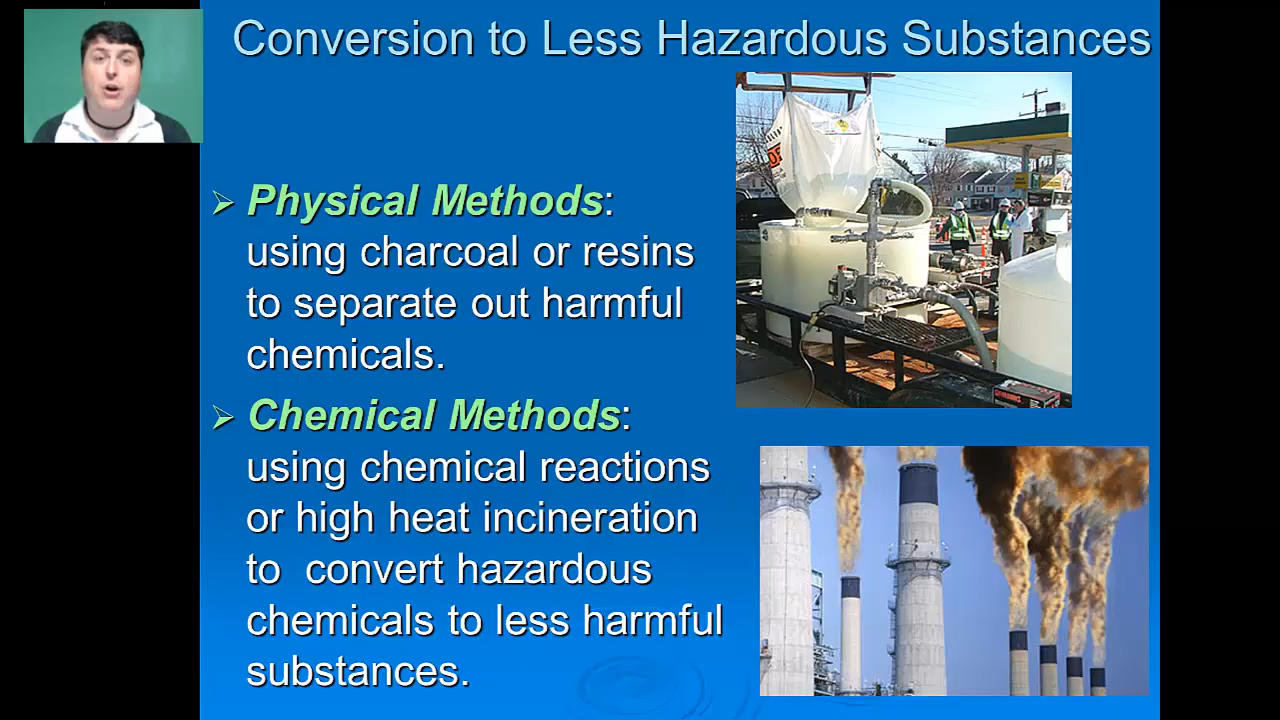 Conversion to Less Hazardous Substances
➢ Physical Methods:
using charcoal or resins
to separate out harmful
chemicals.
➢ Chemical Methods:
using chemical reactions
or high heat incineration
to  convert hazardous
chemicals to less harmful
substances.